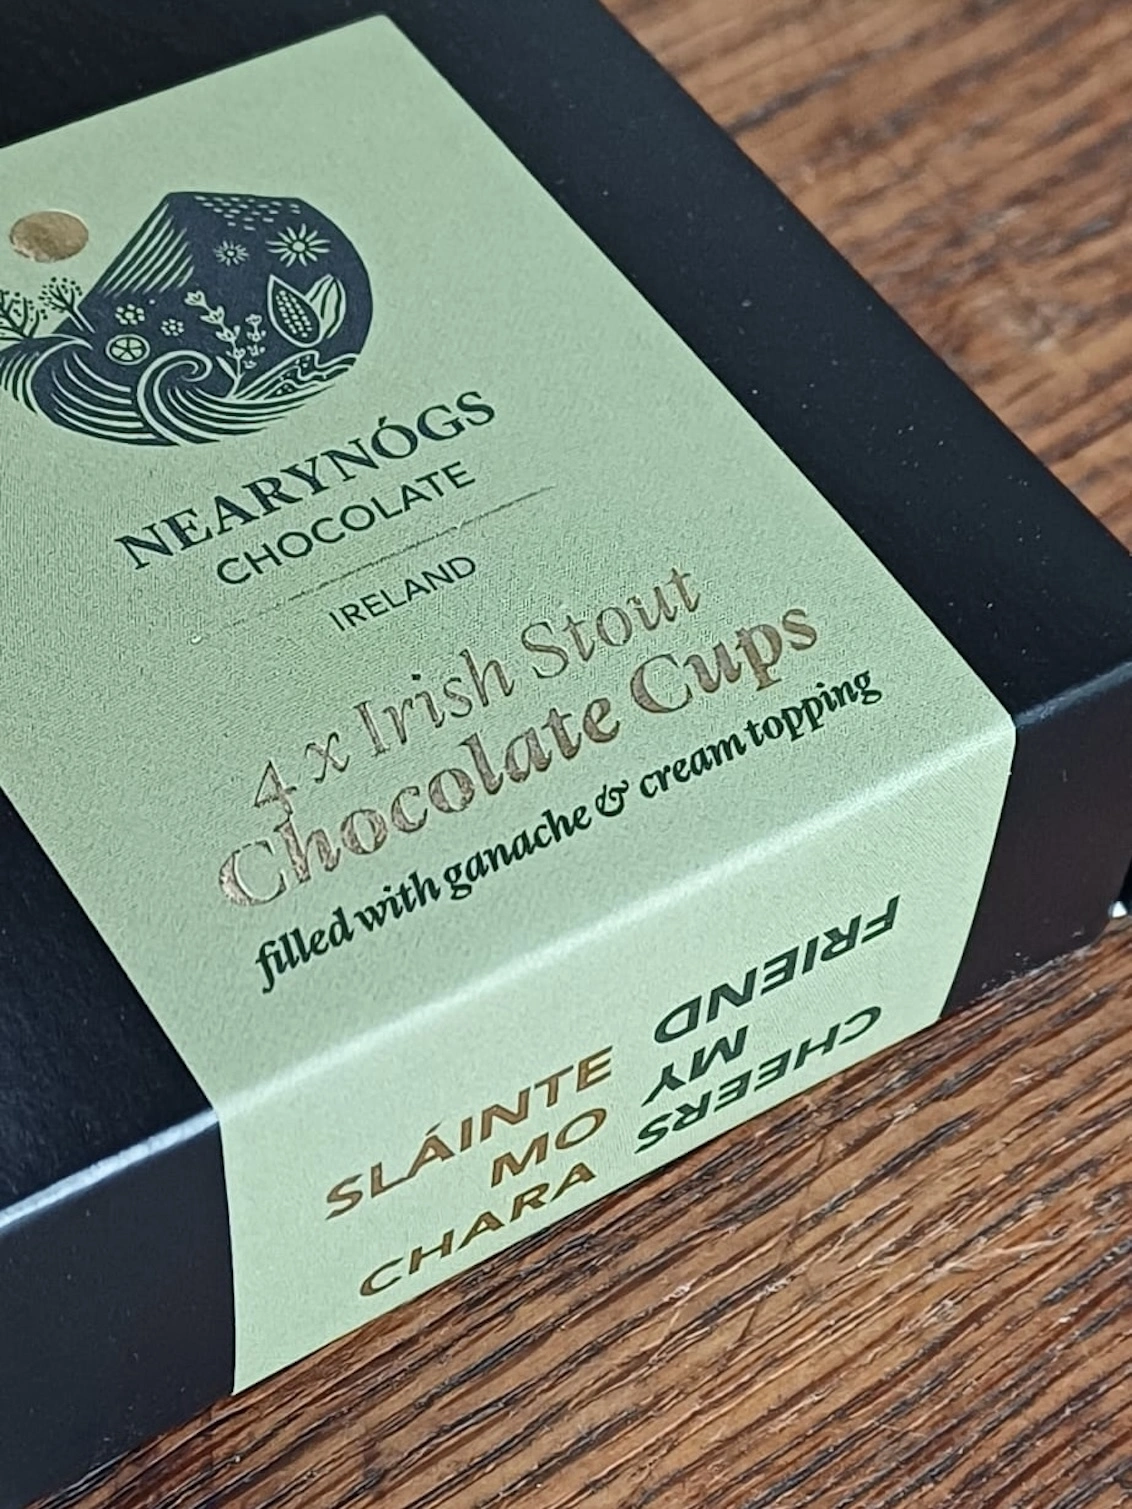 NEARYNÓGS
CHOCOLATE
IRELAND
4 x Irish Stout
Chocolate Cups
filled with ganache & cream topping
SLÁINTE
MO
CHARA
CHEERS
MY
FRIEND